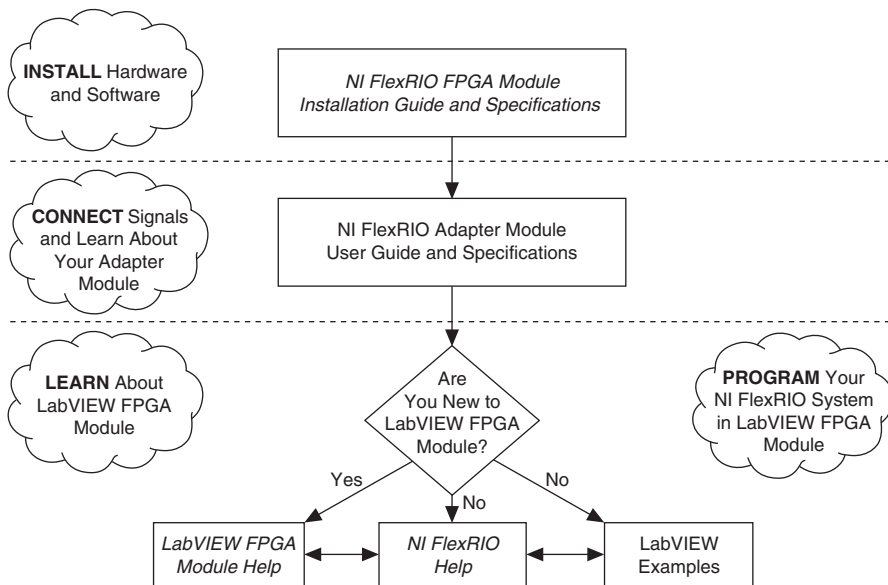 INSTALL Hardware
and Software
NI FlexRIO FPGA Module
Installation Guide and Specifications
CONNECT Signals
and Learn About
Your Adapter
Module
NI FlexRIO Adapter Module
User Guide and Specifications
LEARN About
LabVIEW FPGA
Module
Are
You New to
LabVIEW FPGA
Module?
PROGRAM Your
NI FlexRIO System
in LabVIEW FPGA
Module
Yes
No
No
LabVIEW FPGA
Module Help
NI FlexRIO
Help
LabVIEW
Examples